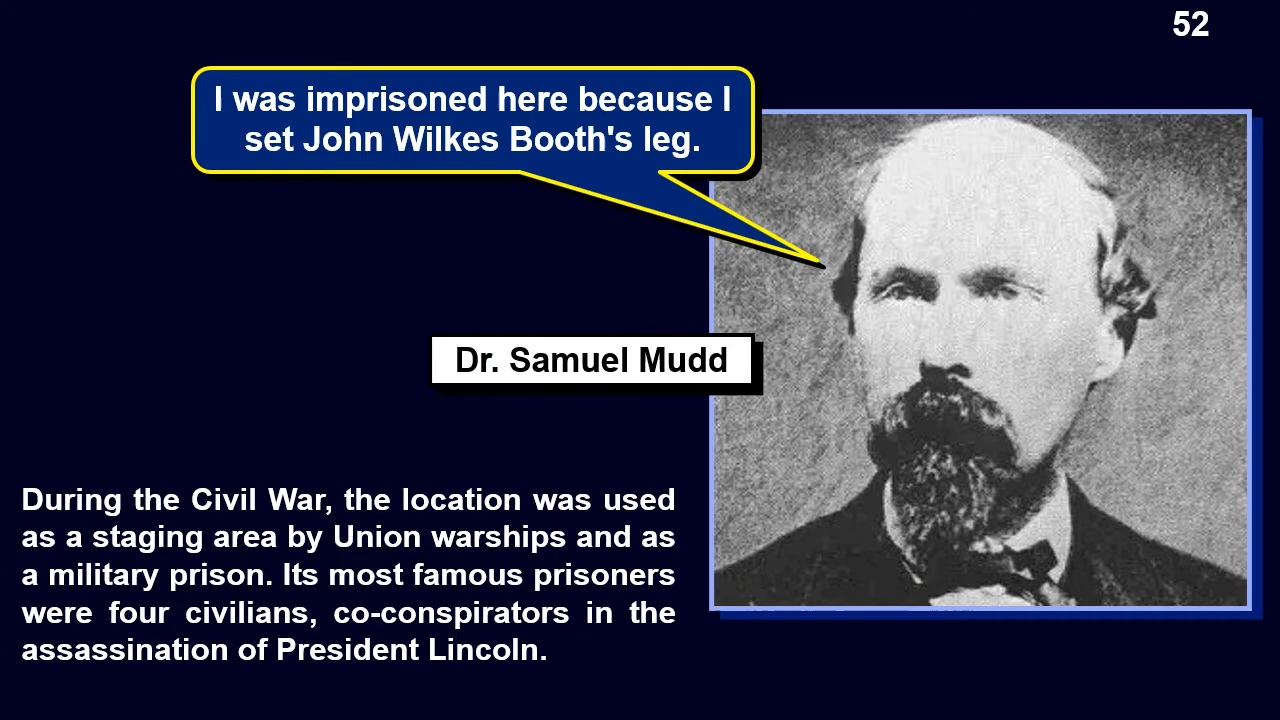 52
I was imprisoned here because I
set John Wilkes Booth's leg.
Dr. Samuel Mudd
During the Civil War, the location was used
as a staging area by Union warships and as
a military prison. Its most famous prisoners
were four civilians, co-conspirators in the
assassination of President Lincoln.